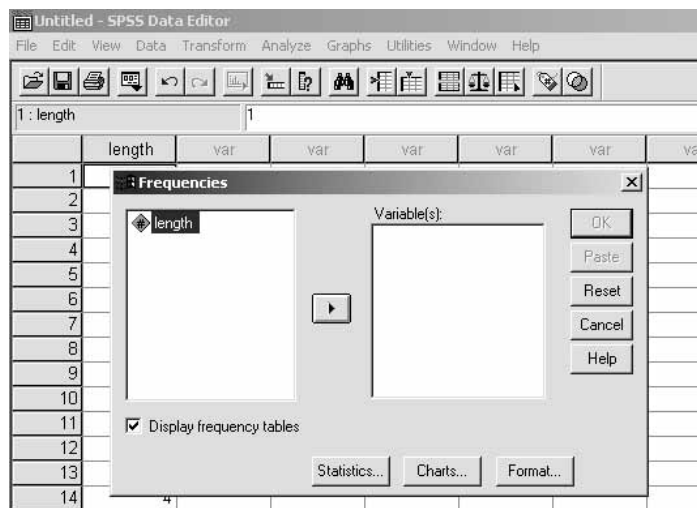 Untitled - SPSS Data Editor
File Edit View Data Transform Analyze Graphs Utilities Window Help
1 : length 1
length var var var var var va
1
Frequencies
2
3
4
5
6
7
8
9
10
11
12
13
14 4
# length
Variable(s):
OK
Paste
Reset
Cancel
Help
Display frequency tables
Statistics... Charts... Format...